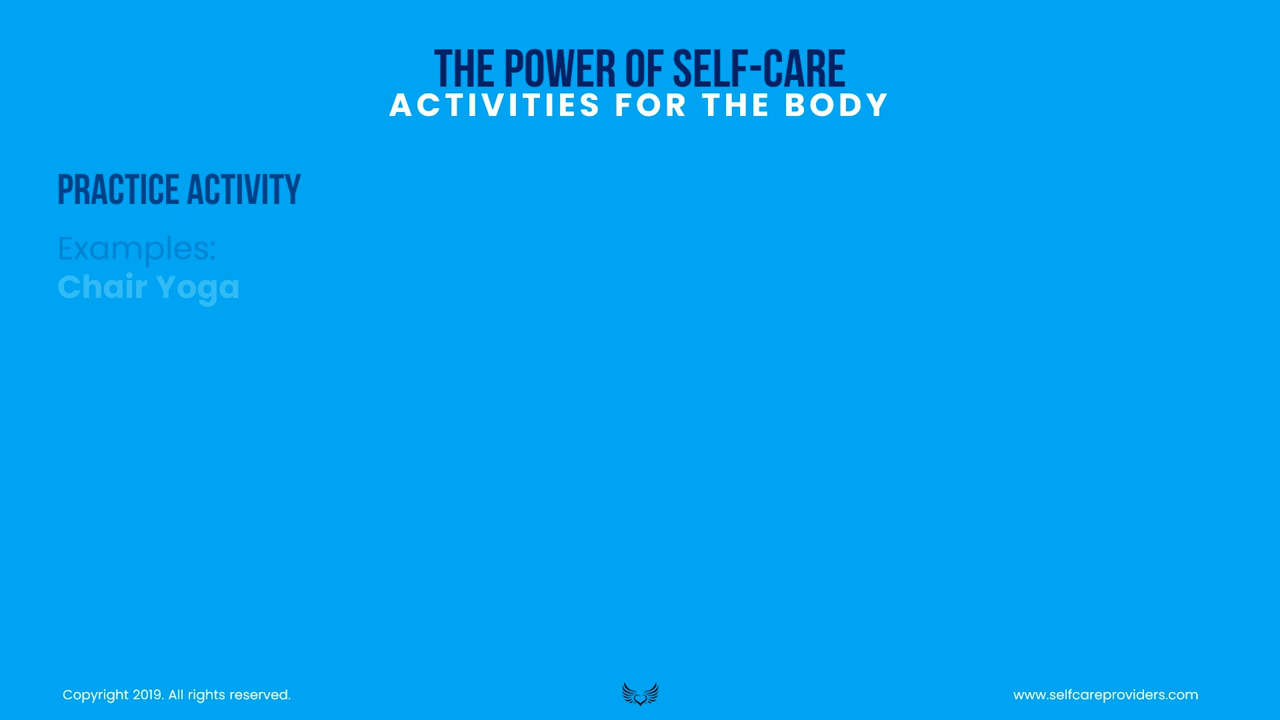 THE POWER OF SELF-CARE
ACTIVITIES FOR THE BODY
PRACTICE ACTIVITY
Examples:
Chair Yoga
Copyright 2019. All rights reserved.
www.selfcareproviders.com